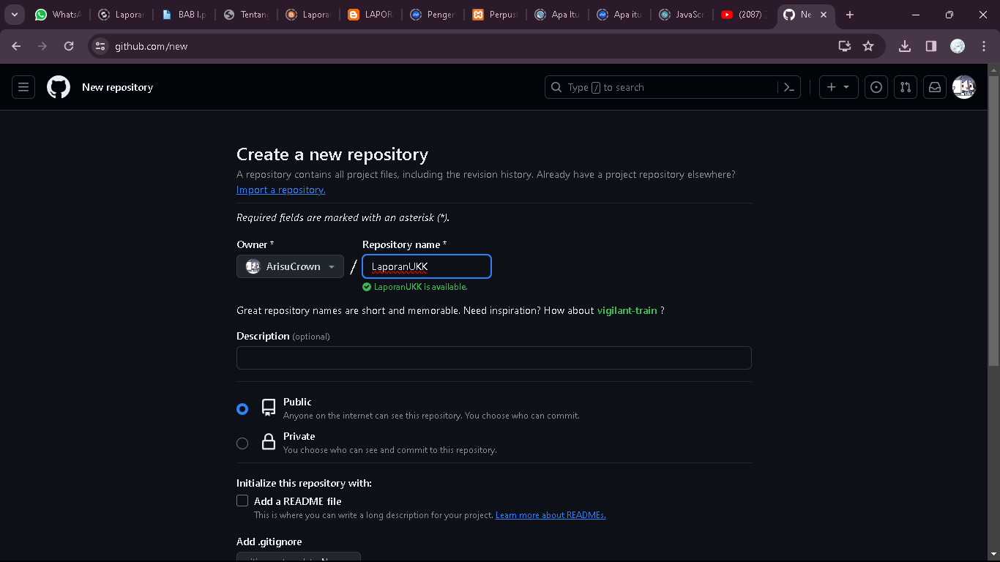 WhatsA Lapora BAB I.p Tentang Lapora LAPOR Penger Perpust Apa Itu Apa itu JavaScr (2087) Ne
github.com/new
New repository Type / to search
Create a new repository
A repository contains all project files, including the revision history. Already have a project repository elsewhere?
Import a repository.
Required fields are marked with an asterisk (*).
Owner * Repository name *
ArisuCrown / LaporanUKK
LaporanUKK is available.
Great repository names are short and memorable. Need inspiration? How about vigilant-train ?
Description (optional)
Public
Anyone on the internet can see this repository. You choose who can commit.
Private
You choose who can see and commit to this repository.
Initialize this repository with:
Add a README file
This is where you can write a long description for your project. Learn more about READMEs.
Add .gitignore